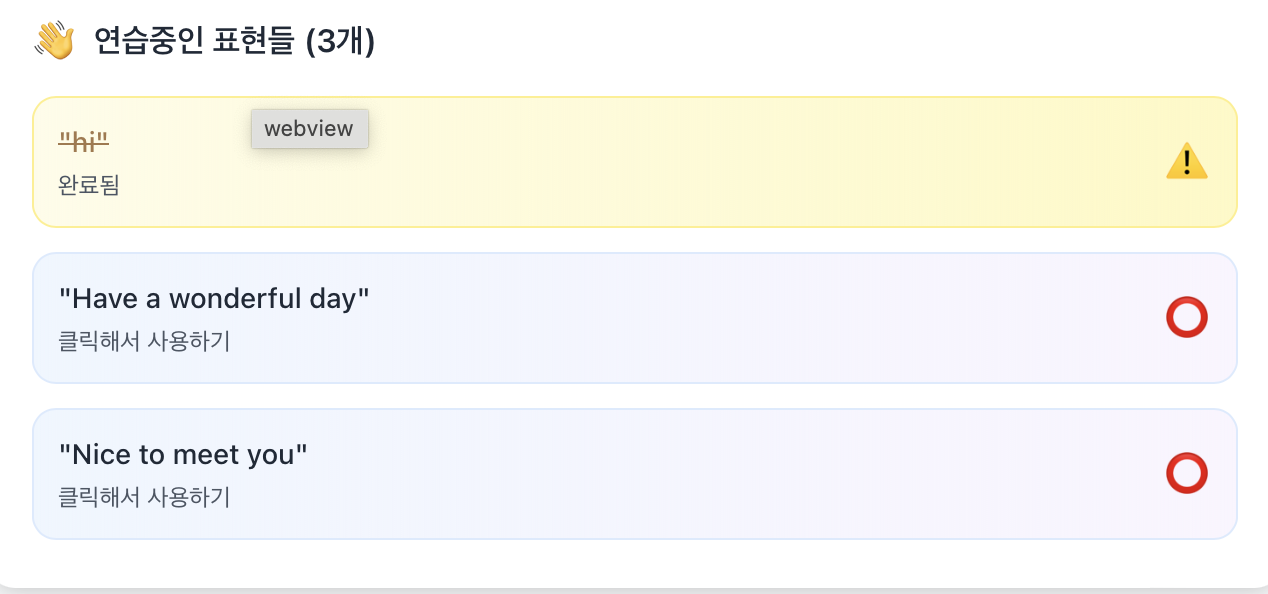 연습중인 표현들 (3개)
"hi"
webview
완료됨
"Have a wonderful day"
클릭해서 사용하기
"Nice to meet you"
클릭해서 사용하기